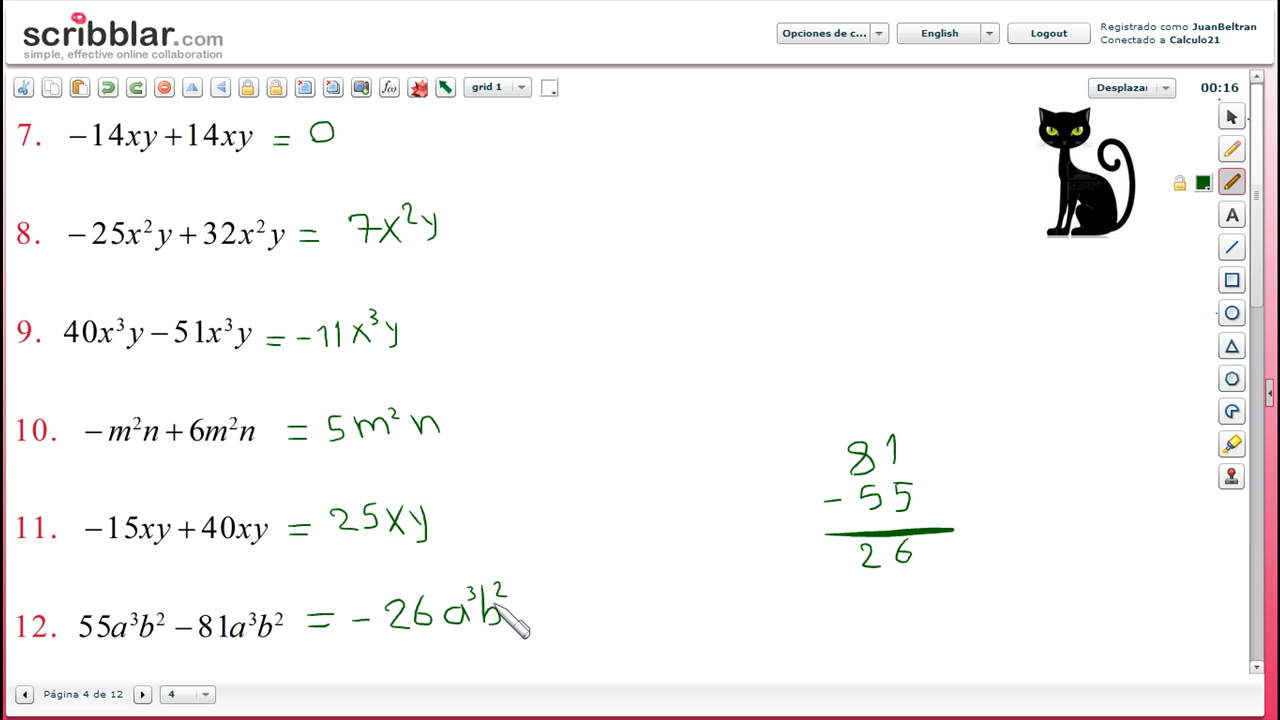 scribblar.com
simple, effective online collaboration
Opciones de c... English Logout
Registrado como JuanBeltran
Conectado a Calculo21
f(x) grid 1 Desplazar 00:16
7. −14xy + 14xy = 0
8. −25x²y + 32x²y = 7x²y
9. 40x³y − 51x³y = −11x³y
10. −m²n + 6m²n = 5m²n
81
− 55
26
11. −15xy + 40xy = 25xy
12. 55a³b² − 81a³b² = −26a³b²
A
Página 4 de 12 4